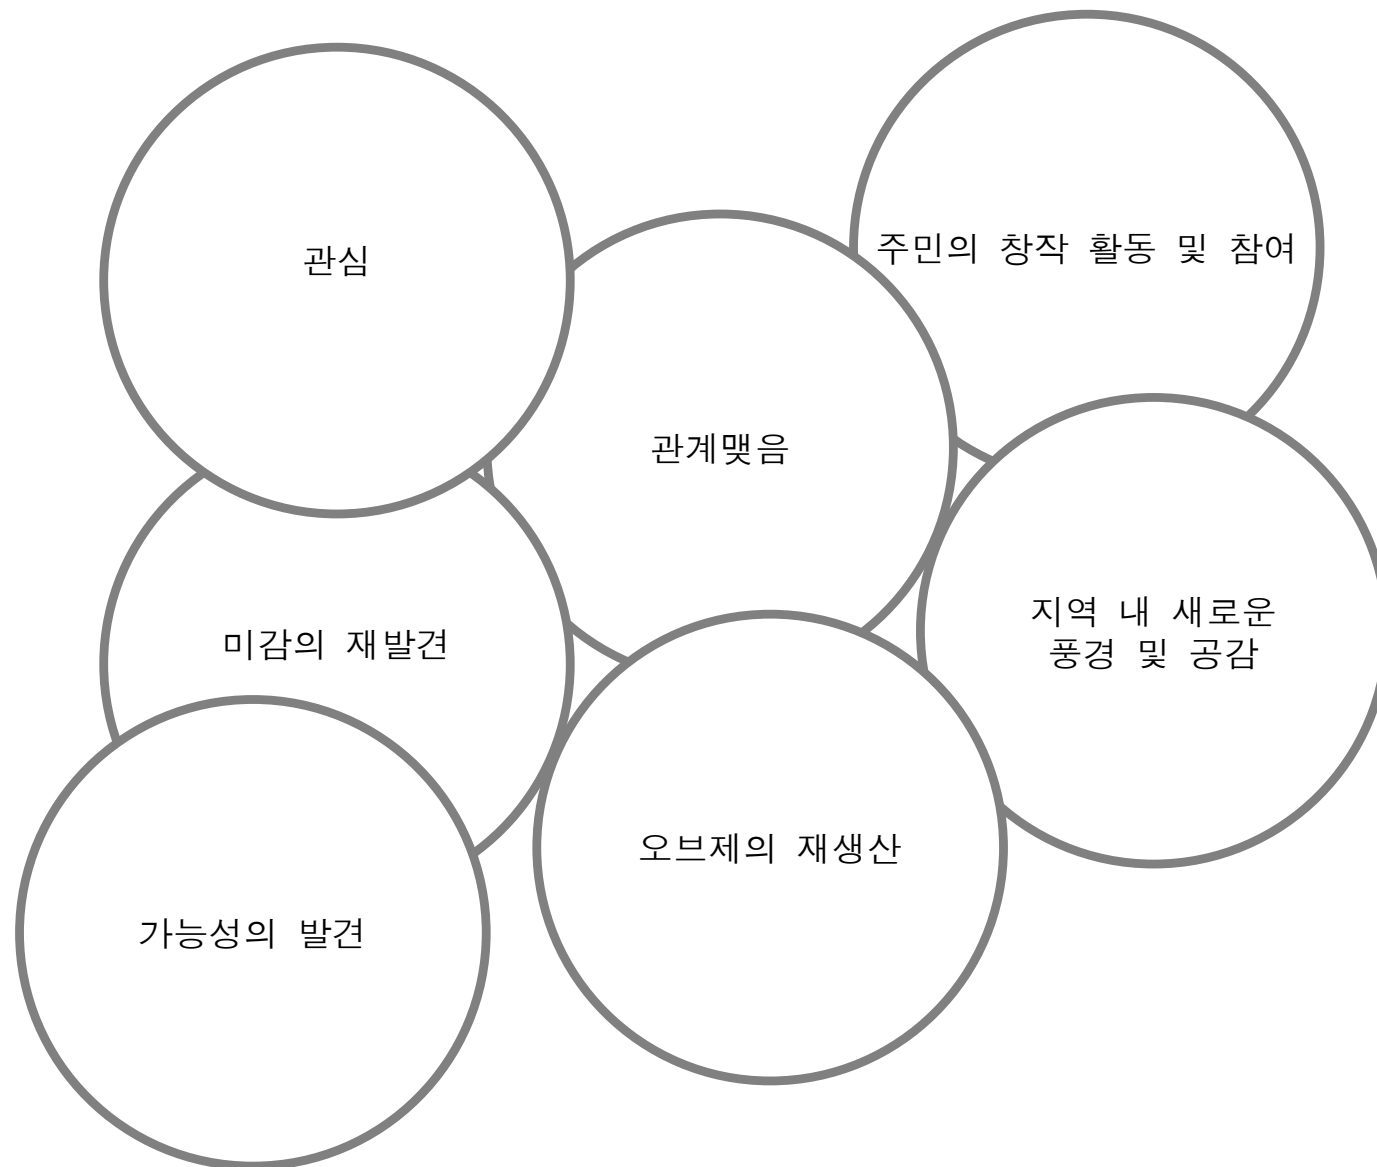 관심
주민의 창작 활동 및 참여
관계맺음
지역 내 새로운
풍경 및 공감
미감의 재발견
오브제의 재생산
가능성의 발견